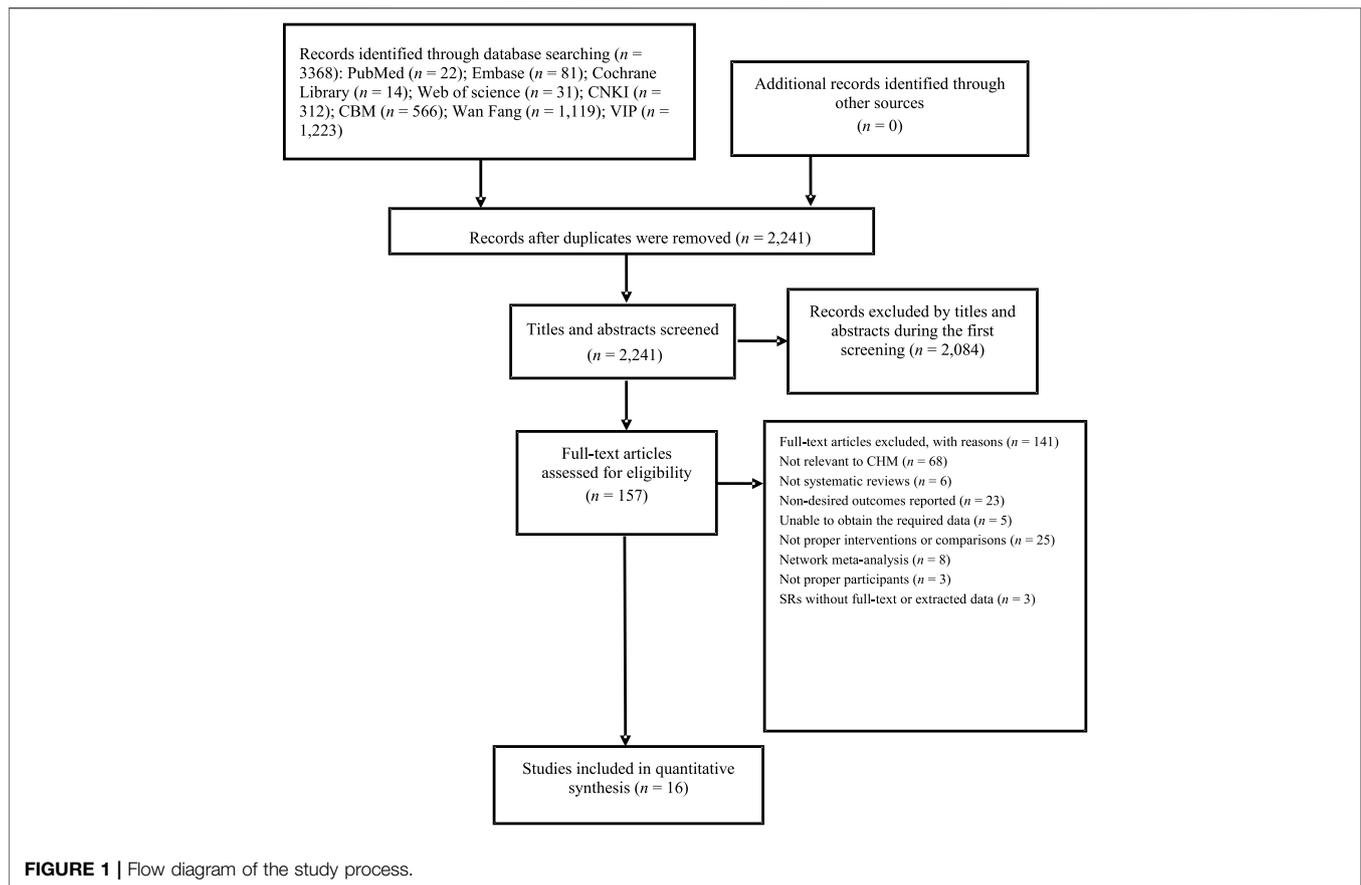 Records identified through database searching (n =
3368): PubMed (n = 22); Embase (n = 81); Cochrane
Library (n = 14); Web of science (n = 31); CNKI (n =
312); CBM (n = 566); Wan Fang (n = 1,119); VIP (n =
1,223)
Additional records identified through
other sources
(n = 0)
Records after duplicates were removed (n = 2,241)
Titles and abstracts screened
(n = 2,241)
Records excluded by titles and
abstracts during the first
screening (n = 2,084)
Full-text articles
assessed for eligibility
(n = 157)
Full-text articles excluded, with reasons (n = 141)
Not relevant to CHM (n = 68)
Not systematic reviews (n = 6)
Non-desired outcomes reported (n = 23)
Unable to obtain the required data (n = 5)
Not proper interventions or comparisons (n = 25)
Network meta-analysis (n = 8)
Not proper participants (n = 3)
SRs without full-text or extracted data (n = 3)
Studies included in quantitative
synthesis (n = 16)
FIGURE 1 | Flow diagram of the study process.